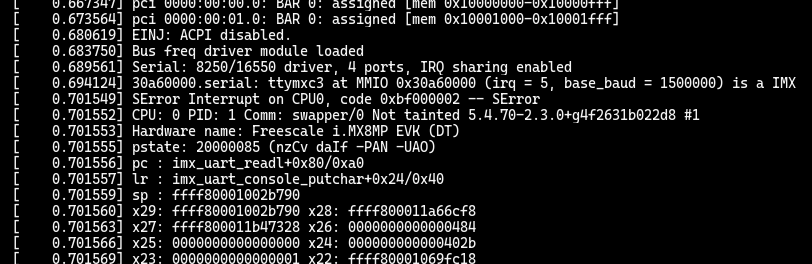 [    0.667347] pci 0000:00:00.0: BAR 0: assigned [mem 0x10000000-0x10000fff]
[    0.673564] pci 0000:00:01.0: BAR 0: assigned [mem 0x10001000-0x10001fff]
[    0.680619] EINJ: ACPI disabled.
[    0.683750] Bus freq driver module loaded
[    0.689561] Serial: 8250/16550 driver, 4 ports, IRQ sharing enabled
[    0.694124] 30a60000.serial: ttymxc3 at MMIO 0x30a60000 (irq = 5, base_baud = 1500000) is a IMX
[    0.701549] SError Interrupt on CPU0, code 0xbf000002 -- SError
[    0.701552] CPU: 0 PID: 1 Comm: swapper/0 Not tainted 5.4.70-2.3.0+g4f2631b022d8 #1
[    0.701553] Hardware name: Freescale i.MX8MP EVK (DT)
[    0.701555] pstate: 20000085 (nzCv daIf -PAN -UAO)
[    0.701556] pc : imx_uart_readl+0x80/0xa0
[    0.701557] lr : imx_uart_console_putchar+0x24/0x40
[    0.701559] sp : ffff80001002b790
[    0.701560] x29: ffff80001002b790 x28: ffff800011a66cf8
[    0.701563] x27: ffff800011b47328 x26: 0000000000000484
[    0.701566] x25: 0000000000000000 x24: 000000000000402b
[    0.701569] x23: 0000000000000001 x22: ffff80001069fc18